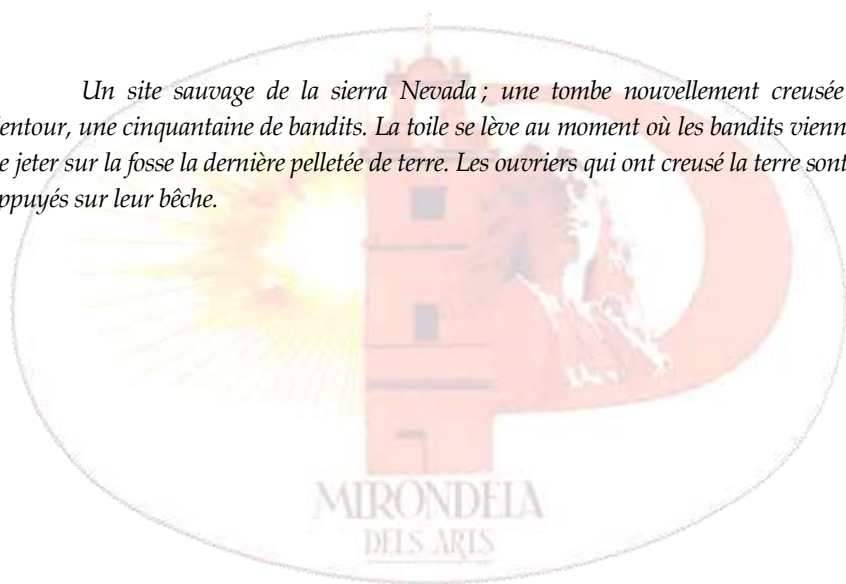 Un site sauvage de la sierra Nevada ; une tombe nouvellement creusée
entour, une cinquantaine de bandits. La toile se lève au moment où les bandits vienn
e jeter sur la fosse la dernière pelletée de terre. Les ouvriers qui ont creusé la terre sont
ppuyés sur leur bêche.
MIRONDELA
DELS ARTS